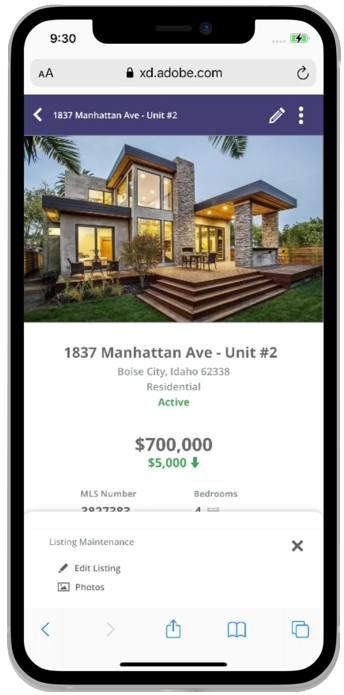 9:30
AA xd.adobe.com
1837 Manhattan Ave - Unit #2
1837 Manhattan Ave - Unit #2
Boise City, Idaho 62338
Residential
Active
$700,000
$5,000
MLS Number Bedrooms
3827383 4
Listing Maintenance
Edit Listing
Photos